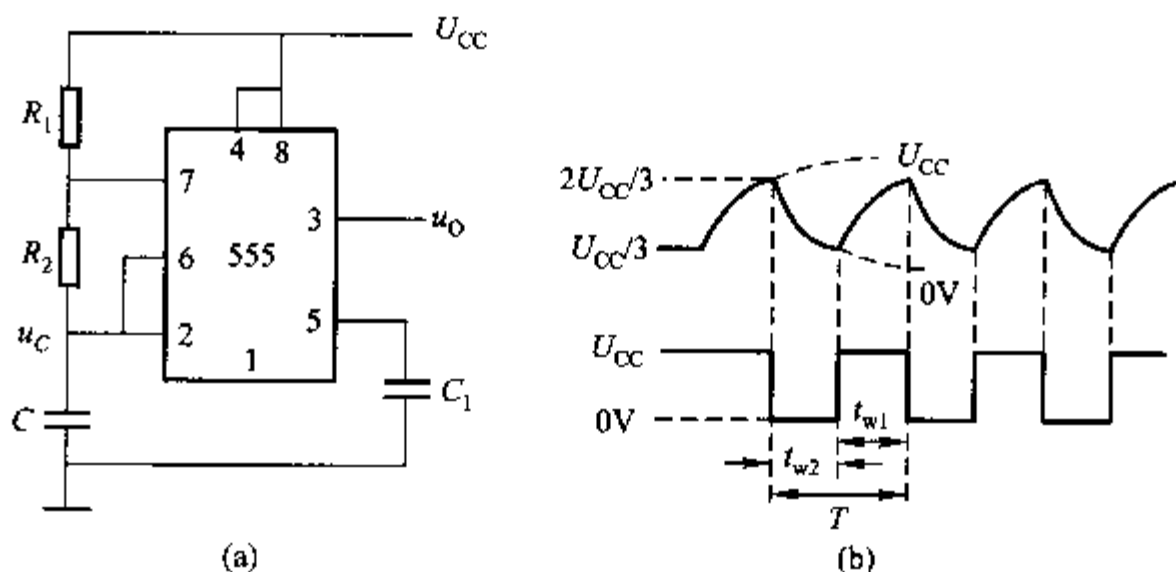 U_CC
R_1
4 8
7
3
u_O
R_2
6
555
u_C
2
5
1
C
C_1
(a)
U_CC
2U_CC/3
U_CC/3
0V
U_CC
0V
t_w1
t_w2
T
(b)